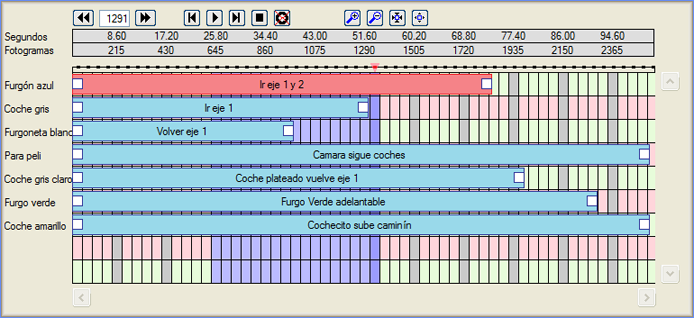 1291
Segundos 8.60 17.20 25.80 34.40 43.00 51.60 60.20 68.80 77.40 86.00 94.60
Fotogramas 215 430 645 860 1075 1290 1505 1720 1935 2150 2365
Furgón azul Ir eje 1 y 2
Coche gris Ir eje 1
Furgoneta blanc Volver eje 1
Para peli Camara sigue coches
Coche gris claro Coche plateado vuelve eje 1
Furgo verde Furgo Verde adelantable
Coche amarillo Cochecito sube caminín